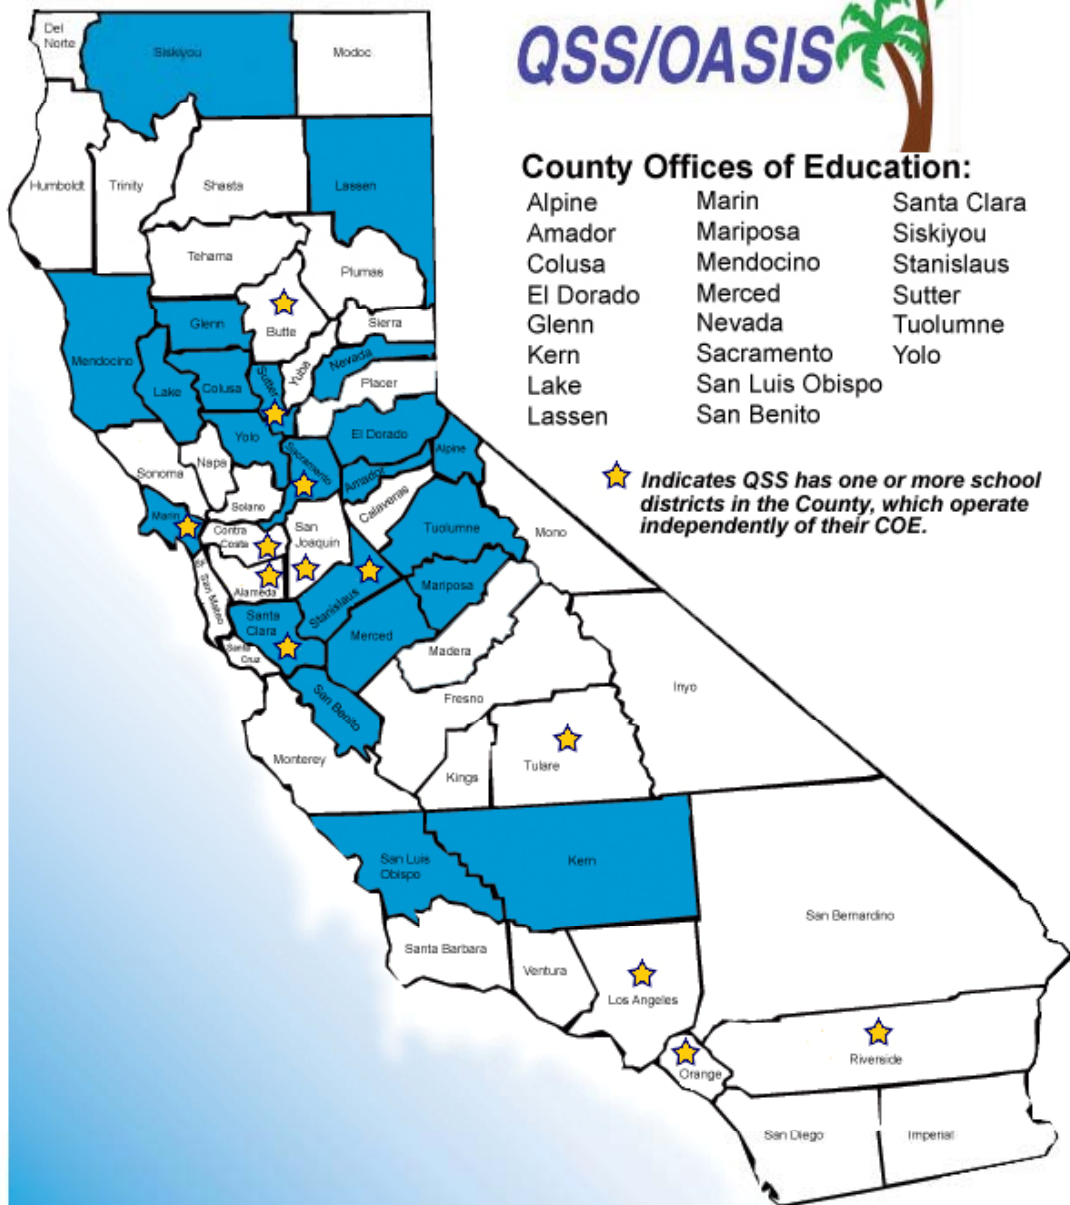 QSS/OASIS
County Offices of Education:
Alpine
Amador
Colusa
El Dorado
Glenn
Kern
Lake
Lassen
Marin
Mariposa
Mendocino
Merced
Nevada
Sacramento
San Luis Obispo
San Benito
Santa Clara
Siskiyou
Stanislaus
Sutter
Tuolumne
Yolo
Indicates QSS has one or more school
districts in the County, which operate
independently of their COE.
Del
Norte
Siskiyou
Modoc
Humboldt
Trinity
Shasta
Lassen
Tehama
Plumas
Butte
Glenn
Sierra
Mendocino
Lake
Colusa
Sutter
Yuba
Nevada
Placer
Yolo
El Dorado
Alpine
Sonoma
Napa
Sacramento
Amador
Solano
Calaveras
Marin
Contra
Costa
San
Joaquin
Tuolumne
Mono
Alameda
S.F.
San Mateo
Stanislaus
Mariposa
Santa
Clara
Merced
Santa
Cruz
Madera
San Benito
Fresno
Inyo
Monterey
Kings
Tulare
San Luis
Obispo
Kern
San Bernardino
Santa Barbara
Ventura
Los Angeles
Orange
Riverside
San Diego
Imperial